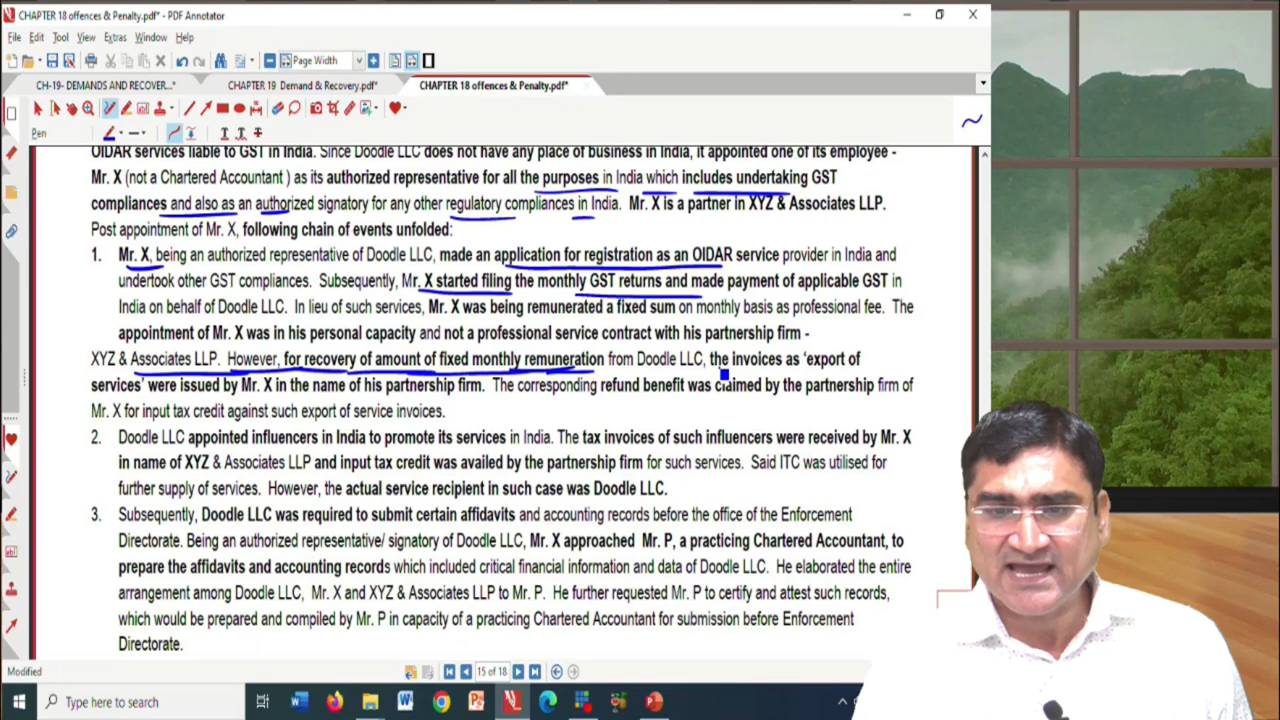 CHAPTER 18 offences & Penalty.pdf* - PDF Annotator
File Edit Tool View Extras Window Help
Page Width
CH-19- DEMANDS AND RECOVER...* CHAPTER 19 Demand & Recovery.pdf* CHAPTER 18 offences & Penalty.pdf*
Pen
OIDAR services liable to GST in India. Since Doodle LLC does not have any place of business in India, it appointed one of its employee -
Mr. X (not a Chartered Accountant ) as its authorized representative for all the purposes in India which includes undertaking GST
compliances and also as an authorized signatory for any other regulatory compliances in India. Mr. X is a partner in XYZ & Associates LLP.
Post appointment of Mr. X, following chain of events unfolded:
1. Mr. X, being an authorized representative of Doodle LLC, made an application for registration as an OIDAR service provider in India and
undertook other GST compliances. Subsequently, Mr. X started filing the monthly GST returns and made payment of applicable GST in
India on behalf of Doodle LLC. In lieu of such services, Mr. X was being remunerated a fixed sum on monthly basis as professional fee. The
appointment of Mr. X was in his personal capacity and not a professional service contract with his partnership firm -
XYZ & Associates LLP. However, for recovery of amount of fixed monthly remuneration from Doodle LLC, the invoices as ‘export of
services’ were issued by Mr. X in the name of his partnership firm. The corresponding refund benefit was claimed by the partnership firm of
Mr. X for input tax credit against such export of service invoices.
2. Doodle LLC appointed influencers in India to promote its services in India. The tax invoices of such influencers were received by Mr. X
in name of XYZ & Associates LLP and input tax credit was availed by the partnership firm for such services. Said ITC was utilised for
further supply of services. However, the actual service recipient in such case was Doodle LLC.
3. Subsequently, Doodle LLC was required to submit certain affidavits and accounting records before the office of the Enforcement
Directorate. Being an authorized representative/ signatory of Doodle LLC, Mr. X approached Mr. P, a practicing Chartered Accountant, to
prepare the affidavits and accounting records which included critical financial information and data of Doodle LLC. He elaborated the entire
arrangement among Doodle LLC, Mr. X and XYZ & Associates LLP to Mr. P. He further requested Mr. P to certify and attest such records,
which would be prepared and compiled by Mr. P in capacity of a practicing Chartered Accountant for submission before Enforcement
Directorate.
Modified 15 of 18
Type here to search